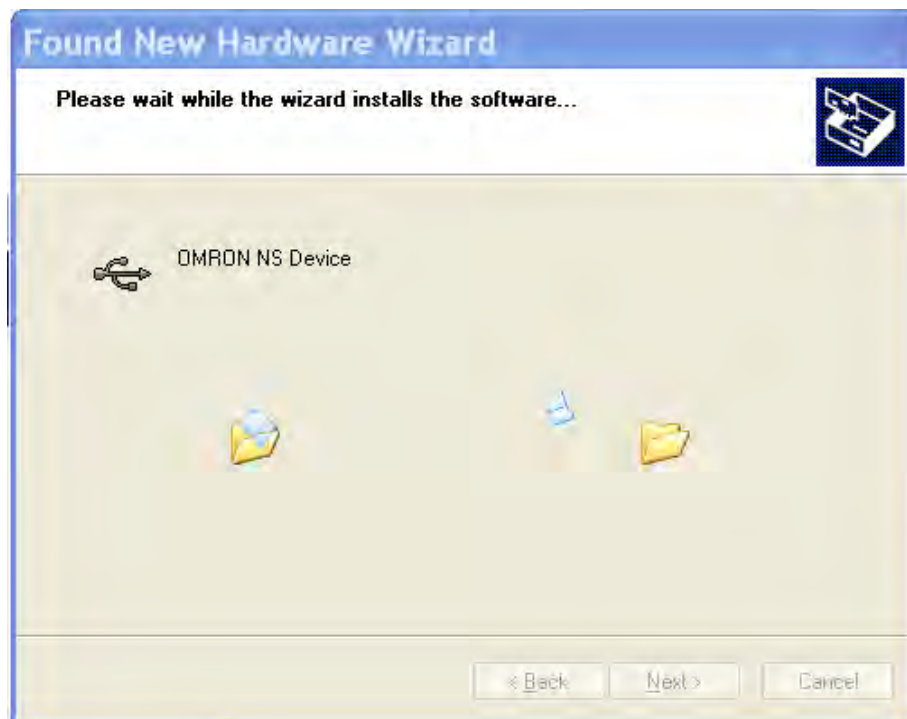 Found New Hardware Wizard
Please wait while the wizard installs the software...
OMRON NS Device
< Back Next > Cancel